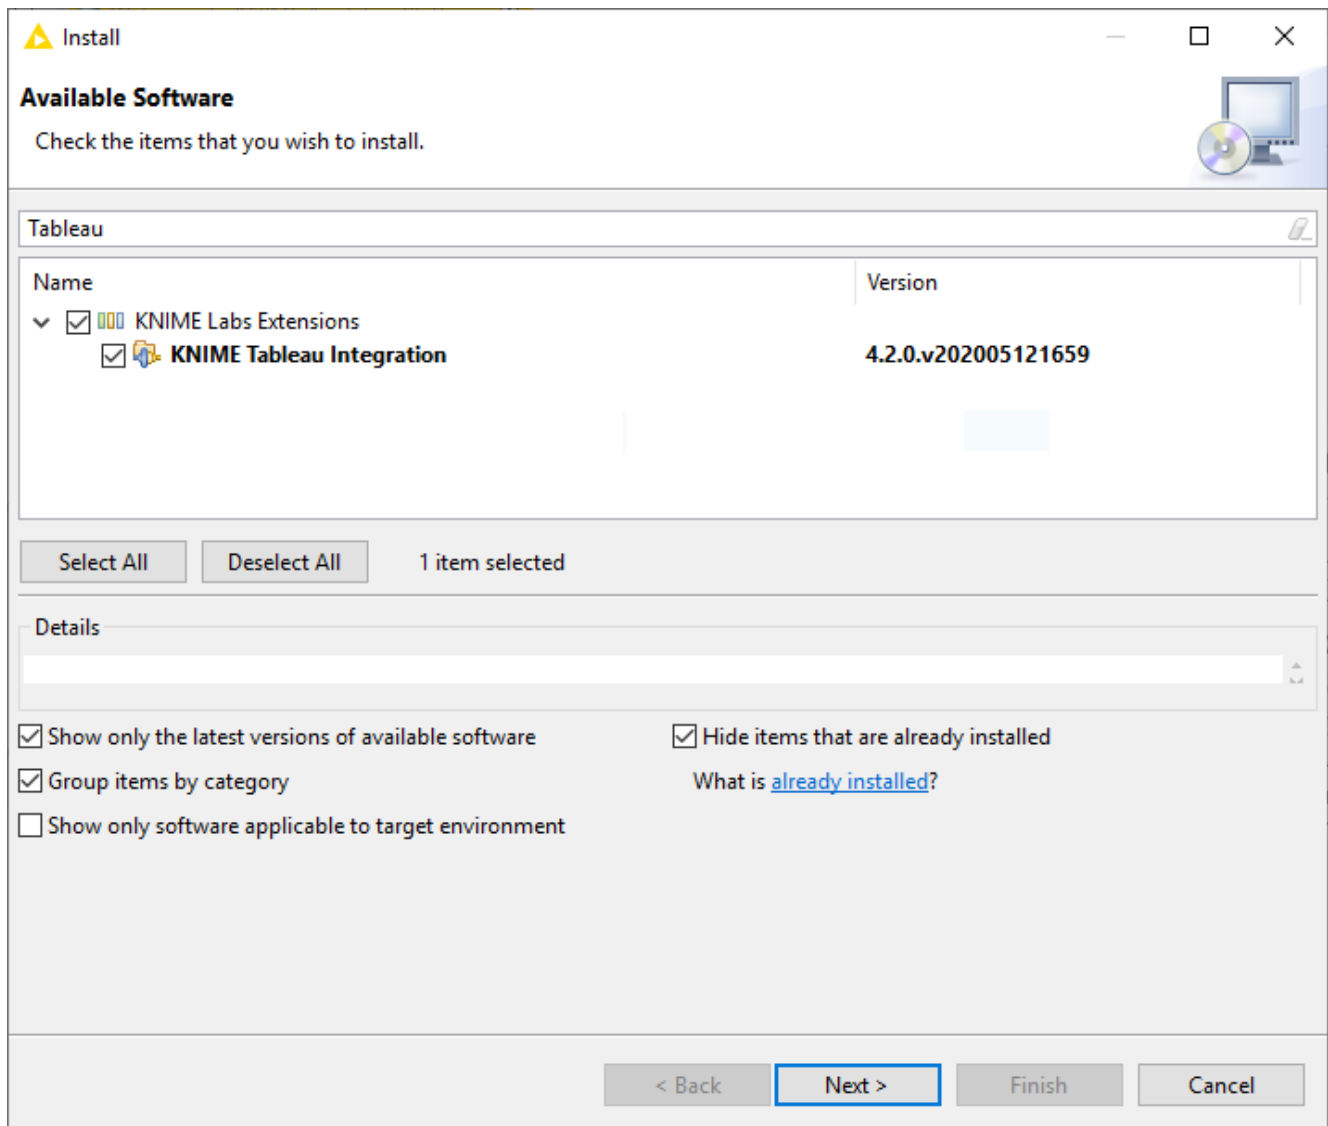 Install
Available Software
Check the items that you wish to install.
Tableau
Name Version
KNIME Labs Extensions
KNIME Tableau Integration 4.2.0.v202005121659
Select All Deselect All 1 item selected
Details
Show only the latest versions of available software Hide items that are already installed
Group items by category What is already installed?
Show only software applicable to target environment
< Back Next > Finish Cancel